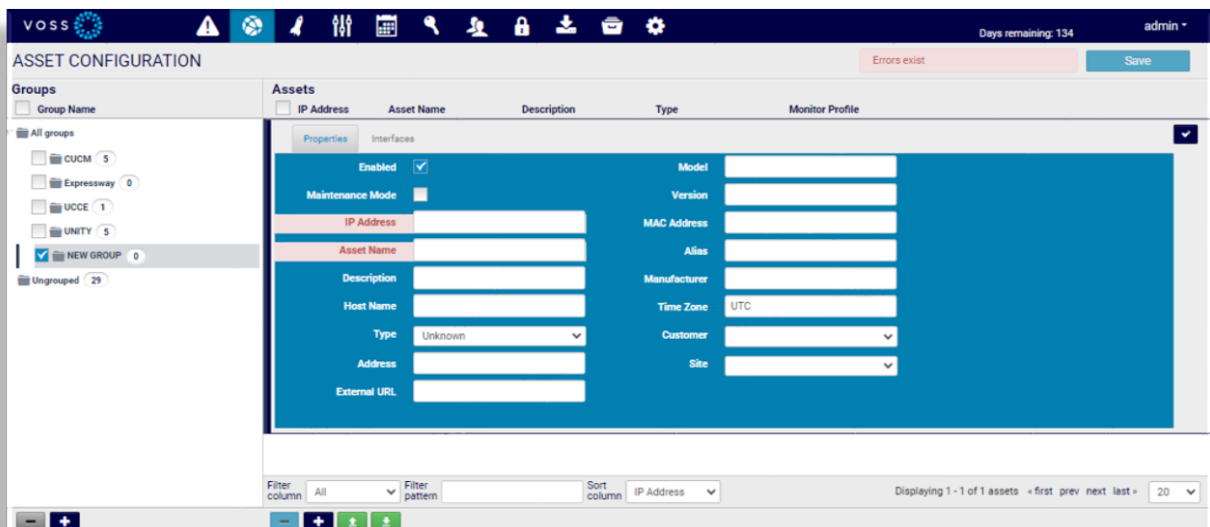 VOSS
Days remaining: 134
admin
ASSET CONFIGURATION
Errors exist
Save
Groups
Group Name
All groups
CUCM 5
Expressway 0
UCCE 1
UNITY 5
NEW GROUP 0
Ungrouped 29
Assets
IP Address Asset Name Description Type Monitor Profile
Properties Interfaces
Enabled
Maintenance Mode
IP Address
Asset Name
Description
Host Name
Type Unknown
Address
External URL
Model
Version
MAC Address
Alias
Manufacturer
Time Zone UTC
Customer
Site
Filter column All Filter pattern Sort column IP Address Displaying 1 - 1 of 1 assets «first prev next last» 20